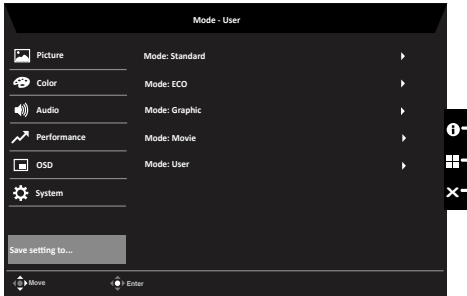 Mode - User
Picture
Mode: Standard
Color
Mode: ECO
Audio
Mode: Graphic
Performance
Mode: Movie
OSD
Mode: User
System
Save setting to...
Move
Enter